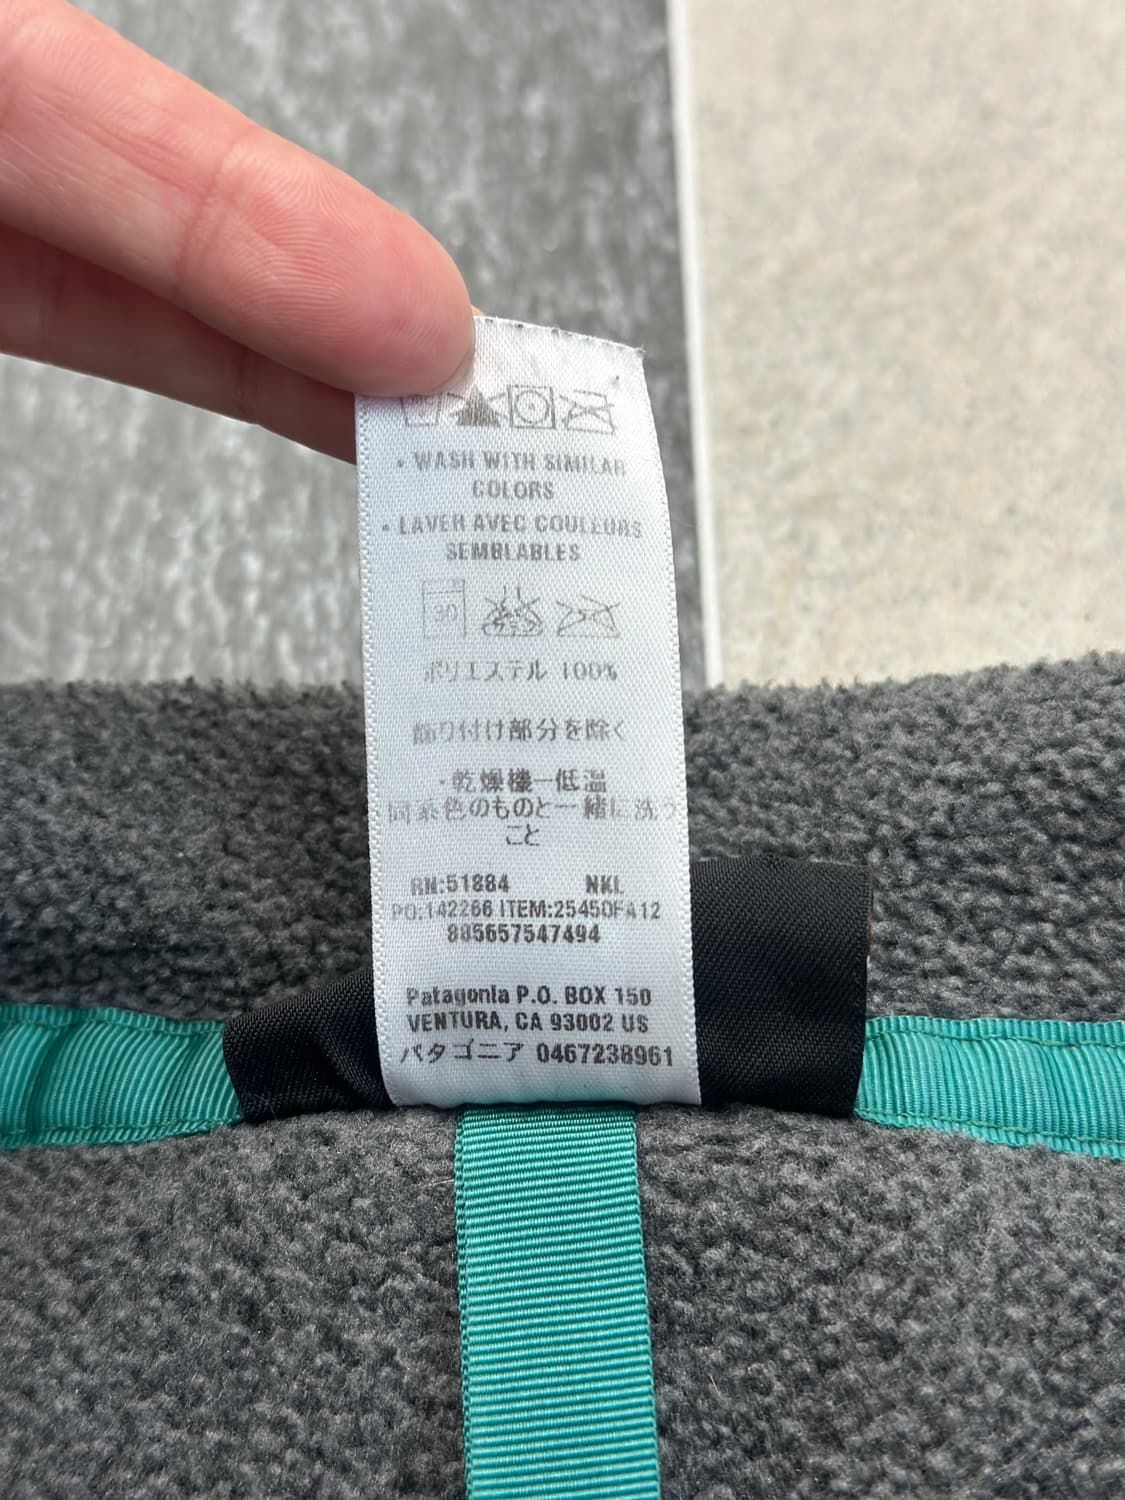 • WASH WITH SIMILAR
COLORS
• LAVER AVEC COULEURS
SEMBLABLES
30
ポリエステル 100%
飾り付け部分を除く
・乾燥機一低温
同系色のものと一緒に洗う
こと
RN:51884 NKL
PO:142266 ITEM:25450FA12
885657547494
Patagonia P.O. BOX 150
VENTURA, CA 93002 US
パタゴニア 0467238961